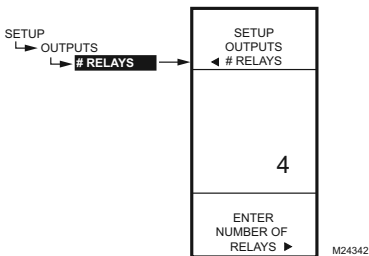 SETUP
OUTPUTS
# RELAYS
SETUP
OUTPUTS
◄ # RELAYS
4
ENTER
NUMBER OF
RELAYS ►
M24342